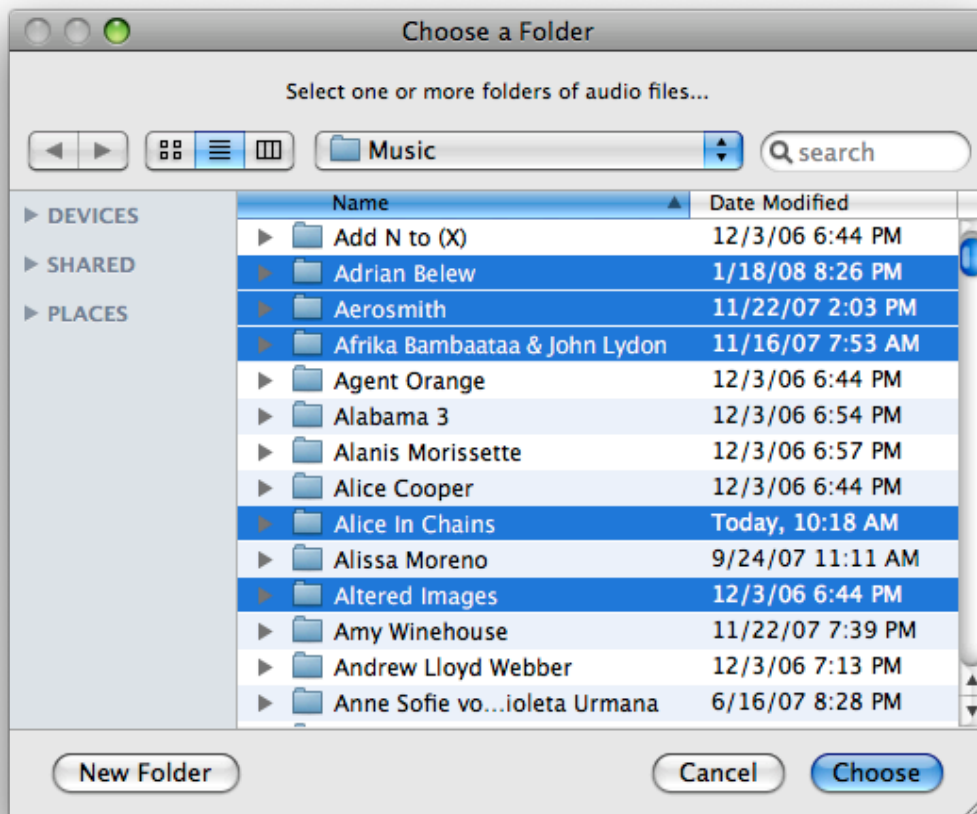 Choose a Folder
Select one or more folders of audio files...
Music
search
DEVICES
SHARED
PLACES
Name Date Modified
Add N to (X) 12/3/06 6:44 PM
Adrian Belew 1/18/08 8:26 PM
Aerosmith 11/22/07 2:03 PM
Afrika Bambaataa & John Lydon 11/16/07 7:53 AM
Agent Orange 12/3/06 6:44 PM
Alabama 3 12/3/06 6:54 PM
Alanis Morissette 12/3/06 6:57 PM
Alice Cooper 12/3/06 6:44 PM
Alice In Chains Today, 10:18 AM
Alissa Moreno 9/24/07 11:11 AM
Altered Images 12/3/06 6:44 PM
Amy Winehouse 11/22/07 7:39 PM
Andrew Lloyd Webber 12/3/06 7:13 PM
Anne Sofie vo...ioleta Urmana 6/16/07 8:28 PM
New Folder Cancel Choose